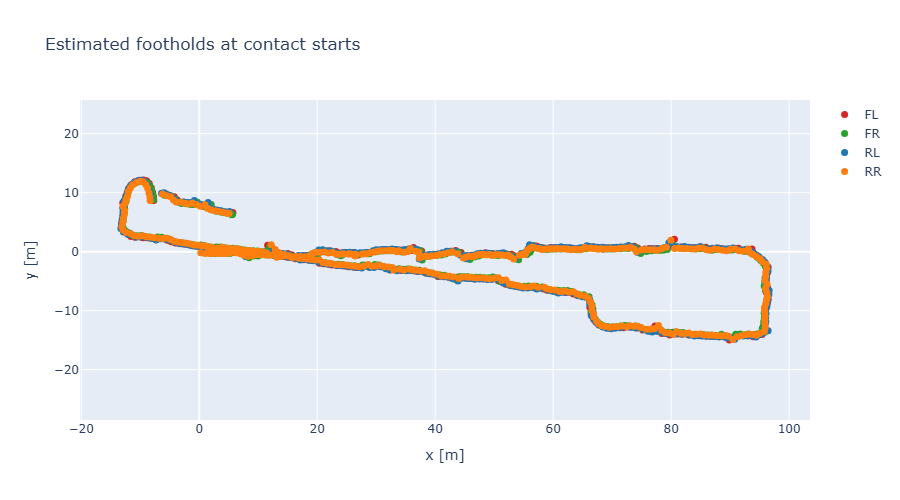 Estimated footholds at contact starts
FL
FR
RL
RR
20
10
0
−10
−20
y [m]
−20
0
20
40
60
80
100
x [m]